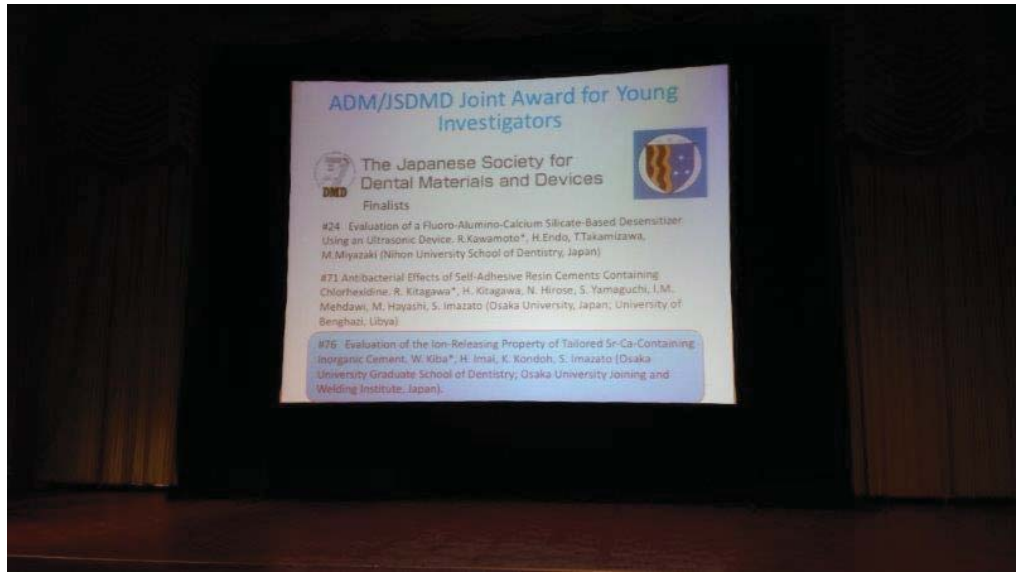 ADM/JSDMD Joint Award for Young
Investigators
The Japanese Society for
Dental Materials and Devices
DMD
Finalists
#24 Evaluation of a Fluoro-Alumino-Calcium Silicate-Based Desensitizer
Using an Ultrasonic Device. R.Kawamoto*, H.Endo, T.Takamizawa,
M.Miyazaki (Nihon University School of Dentistry, Japan)
#71 Antibacterial Effects of Self-Adhesive Resin Cements Containing
Chlorhexidine. R. Kitagawa*, H. Kitagawa, N. Hirose, S. Yamaguchi, I.M.
Mehdawi, M. Hayashi, S. Imazato (Osaka University, Japan; University of
Benghazi, Libya)
#76 Evaluation of the Ion-Releasing Property of Tailored Sr-Ca-Containing
Inorganic Cement. W. Kiba*, H. Imai, K. Kondoh, S. Imazato (Osaka
University Graduate School of Dentistry; Osaka University Joining and
Welding Institute, Japan).